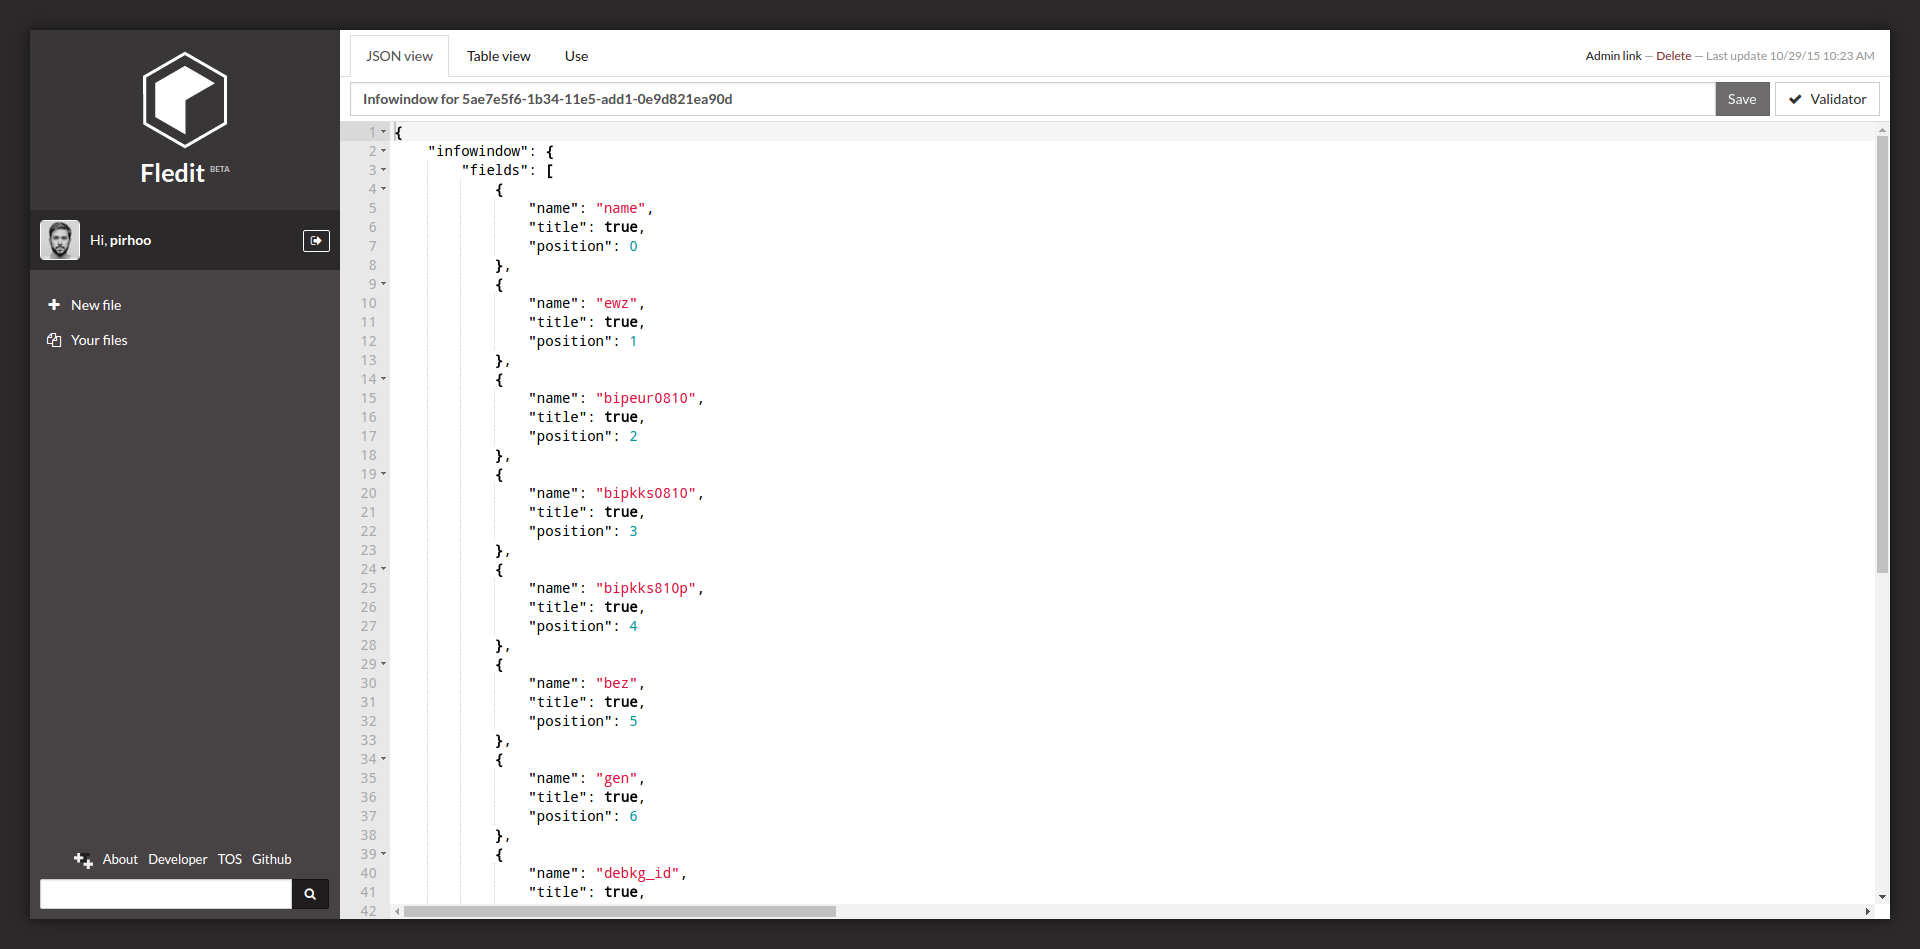 Fledit BETA
Hi, pirhoo
New file
Your files
About Developer TOS Github
JSON view Table view Use
Admin link – Delete – Last update 10/29/15 10:23 AM
Infowindow for 5ae7e5f6-1b34-11e5-add1-0e9d821ea90d Save Validator
1 {
2 "infowindow": {
3 "fields": [
4 {
5 "name": "name",
6 "title": true,
7 "position": 0
8 },
9 {
10 "name": "ewz",
11 "title": true,
12 "position": 1
13 },
14 {
15 "name": "bipeur0810",
16 "title": true,
17 "position": 2
18 },
19 {
20 "name": "bipkks0810",
21 "title": true,
22 "position": 3
23 },
24 {
25 "name": "bipkks810p",
26 "title": true,
27 "position": 4
28 },
29 {
30 "name": "bez",
31 "title": true,
32 "position": 5
33 },
34 {
35 "name": "gen",
36 "title": true,
37 "position": 6
38 },
39 {
40 "name": "debkg_id",
41 "title": true,
42